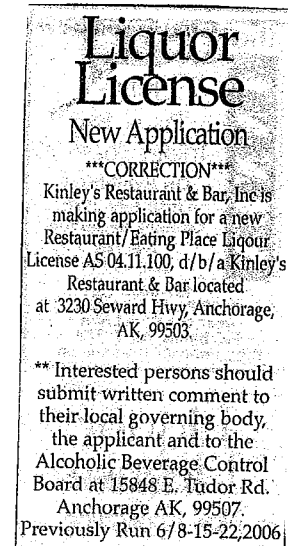 Liquor
License
New Application
***CORRECTION***
Kinley's Restaurant & Bar, Inc is
making application for a new
Restaurant/Eating Place Liqour
License AS 04.11.100, d/b/a Kinley's
Restaurant & Bar located
at 3230 Seward Hwy, Anchorage,
AK, 99503.
** Interested persons should
submit written comment to
their local governing body,
the applicant and to the
Alcoholic Beverage Control
Board at 15848 E. Tudor Rd.
Anchorage AK, 99507.
Previously Run 6/8-15-22,2006